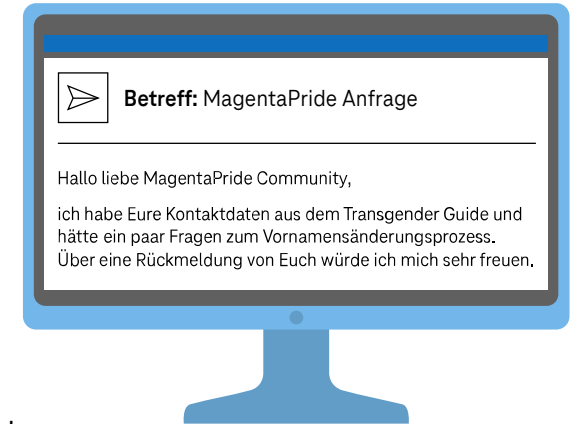 Betreff: MagentaPride Anfrage
Hallo liebe MagentaPride Community,
ich habe Eure Kontaktdaten aus dem Transgender Guide und
hätte ein paar Fragen zum Vornamensänderungsprozess.
Über eine Rückmeldung von Euch würde ich mich sehr freuen.